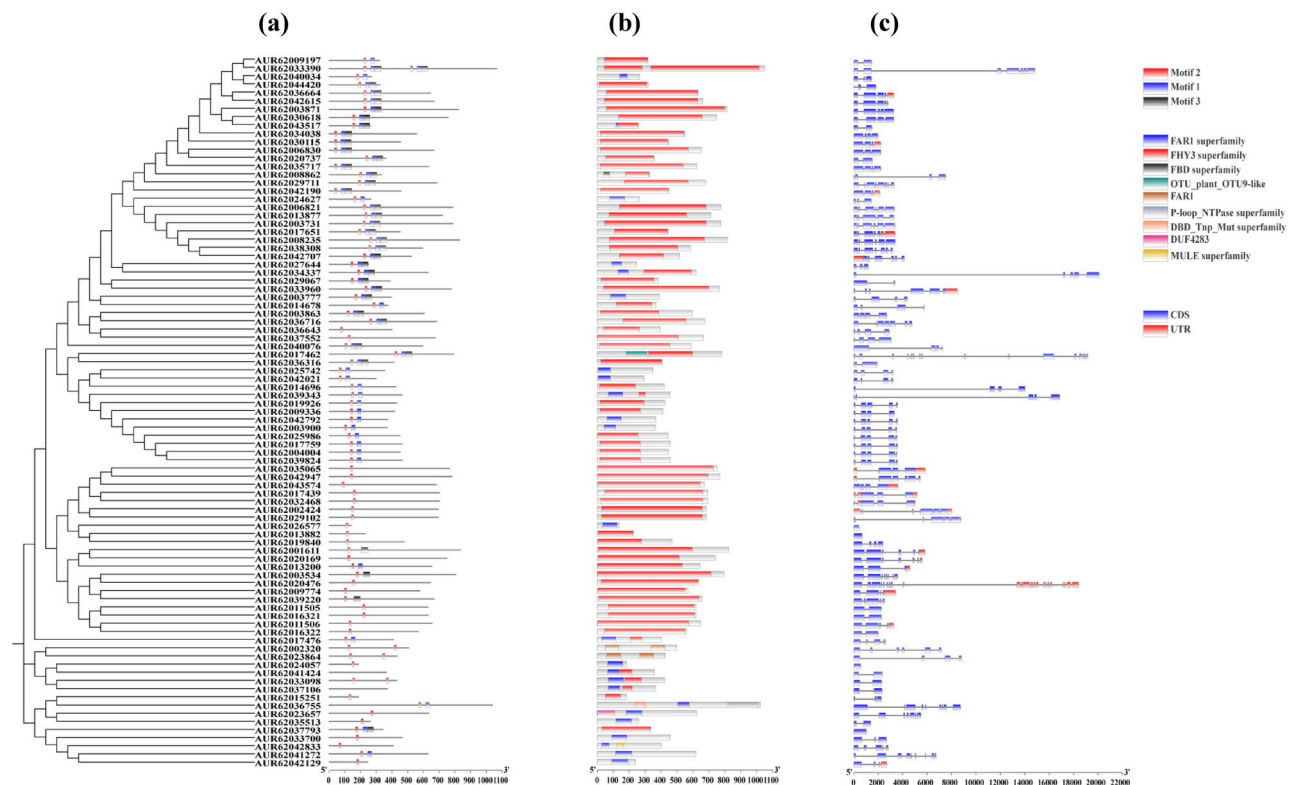 (a) (b) (c)
AUR62009197
AUR62033390
AUR62040034
AUR62044420
AUR62036664
AUR62042615
AUR62003871
AUR62030618
AUR62043517
AUR62034038
AUR62030115
AUR62006830
AUR62020737
AUR62035717
AUR62008862
AUR62029711
AUR62042190
AUR62024627
AUR62006821
AUR62013877
AUR62003731
AUR62017651
AUR62008235
AUR62038308
AUR62042707
AUR62027644
AUR62034337
AUR62029067
AUR62033960
AUR62003777
AUR62014678
AUR62003863
AUR62036716
AUR62036643
AUR62037552
AUR62040076
AUR62017462
AUR62036316
AUR62025742
AUR62042021
AUR62014696
AUR62039343
AUR62019926
AUR62009336
AUR62042792
AUR62003900
AUR62025986
AUR62017759
AUR62004004
AUR62039824
AUR62035065
AUR62042947
AUR62043574
AUR62017439
AUR62032468
AUR62002424
AUR62029102
AUR62026577
AUR62013882
AUR62019840
AUR62001611
AUR62020169
AUR62013200
AUR62003534
AUR62020476
AUR62009774
AUR62039220
AUR62011505
AUR62016321
AUR62011506
AUR62016322
AUR62017476
AUR62002320
AUR62023864
AUR62024057
AUR62041424
AUR62033098
AUR62037106
AUR62015251
AUR62036755
AUR62023657
AUR62035513
AUR62037793
AUR62033700
AUR62042833
AUR62041272
AUR62042129
5' 3'
0 100 200 300 400 500 600 700 800 900 1000 1100
5' 3'
0 100 200 300 400 500 600 700 800 900 1000 1100
5' 3'
0 2000 4000 6000 8000 10000 12000 14000 16000 18000 20000 22000
Motif 2
Motif 1
Motif 3
FAR1 superfamily
FHY3 superfamily
FBD superfamily
OTU_plant_OTU9-like
FAR1
P-loop_NTPase superfamily
DBD_Tnp_Mut superfamily
DUF4283
MULE superfamily
CDS
UTR